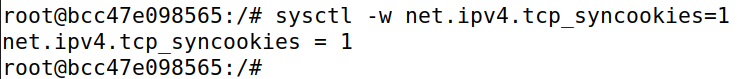 root@bcc47e098565:/# sysctl -w net.ipv4.tcp_syncookies=1
net.ipv4.tcp_syncookies = 1
root@bcc47e098565:/#